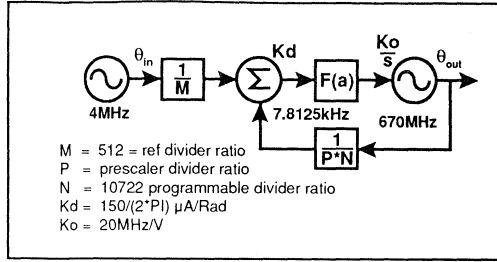 θin
1
M
Σ
Kd
F(a)
Ko
s
θout
4MHz
7.8125kHz
670MHz
1
P*N
M = 512 = ref divider ratio
P = prescaler divider ratio
N = 10722 programmable divider ratio
Kd = 150/(2*PI) µA/Rad
Ko = 20MHz/V